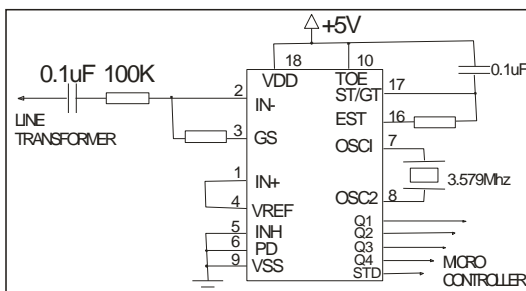 +5V
18 10
0.1uF 100K VDD TOE 0.1uF
2 IN- ST/GT 17
LINE
TRANSFORMER
3 GS EST 16
OSCI 7
1 IN+ 3.579Mhz
4 VREF OSC2 8
5 INH Q1
6 PD Q2
9 VSS Q3
Q4 MICRO
STD CONTROLLER